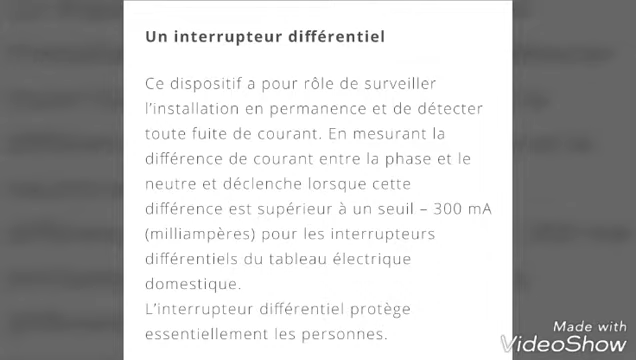 Un interrupteur différentiel
Ce dispositif a pour rôle de surveiller
l'installation en permanence et de détecter
toute fuite de courant. En mesurant la
différence de courant entre la phase et le
neutre et déclenche lorsque cette
différence est supérieur à un seuil – 300 mA
(milliampères) pour les interrupteurs
différentiels du tableau électrique
domestique.
L'interrupteur différentiel protège
essentiellement les personnes.
Made with
VideoShow